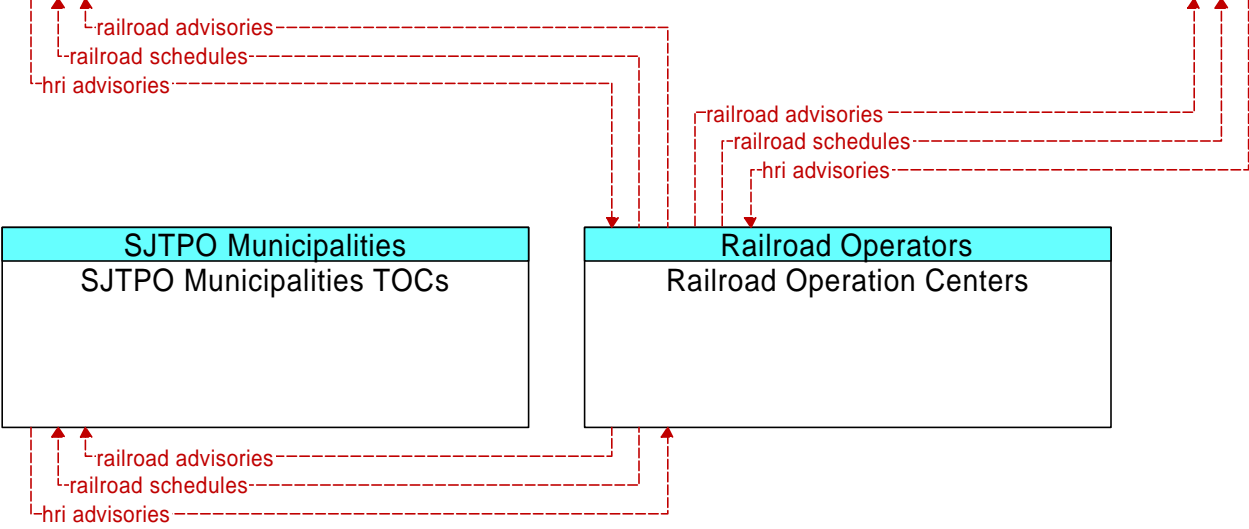 railroad advisories
railroad schedules
hri advisories
railroad advisories
railroad schedules
hri advisories
SJTPO Municipalities
SJTPO Municipalities TOCs
Railroad Operators
Railroad Operation Centers
railroad advisories
railroad schedules
hri advisories